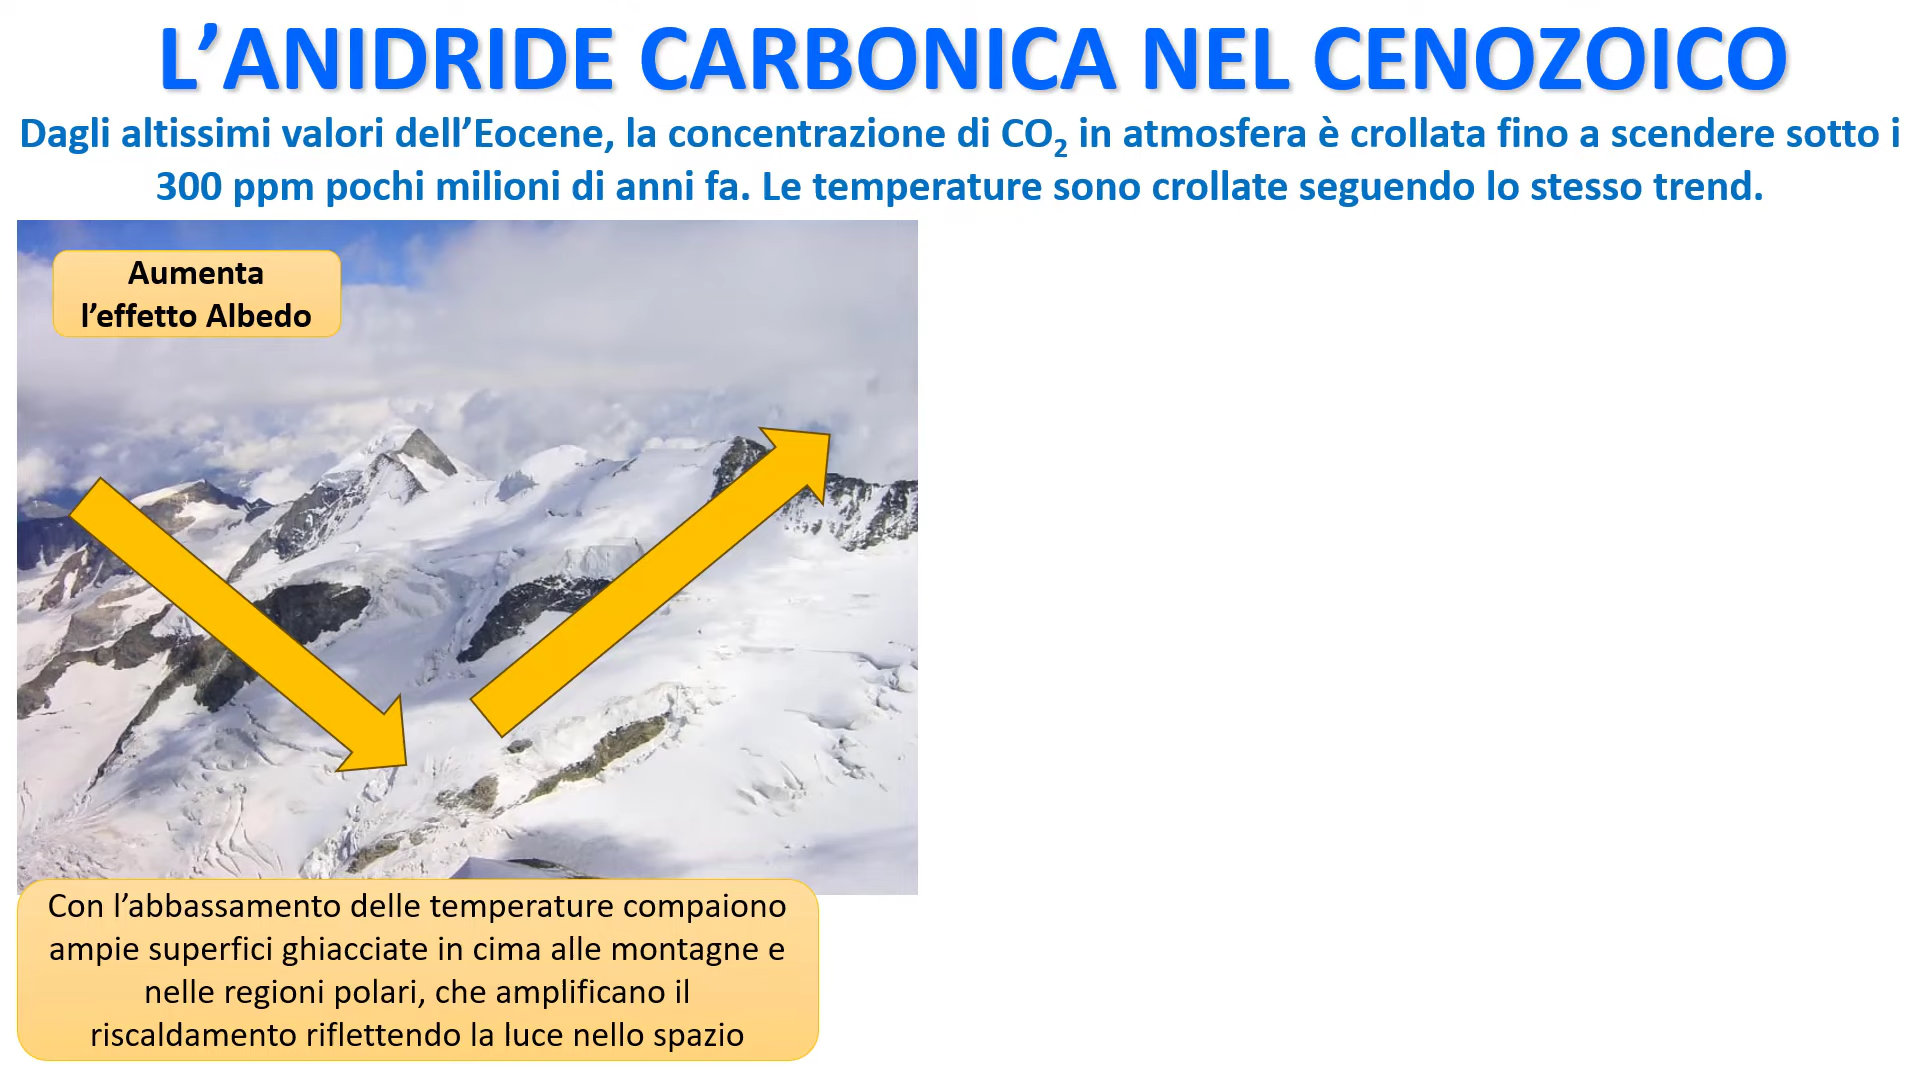 L’ANIDRIDE CARBONICA NEL CENOZOICO
Dagli altissimi valori dell’Eocene, la concentrazione di CO₂ in atmosfera è crollata fino a scendere sotto i
300 ppm pochi milioni di anni fa. Le temperature sono crollate seguendo lo stesso trend.
Aumenta
l’effetto Albedo
Con l’abbassamento delle temperature compaiono
ampie superfici ghiacciate in cima alle montagne e
nelle regioni polari, che amplificano il
riscaldamento riflettendo la luce nello spazio